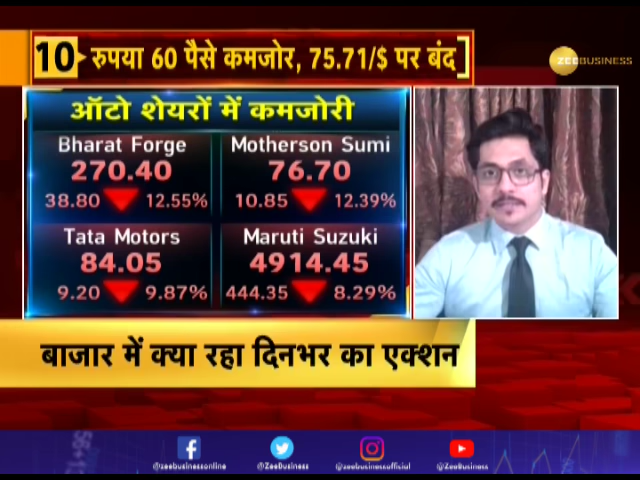 10 रुपया 60 पैसे कमजोर, 75.71/$ पर बंद
ZEEBUSINESS
ऑटो शेयरों में कमजोरी
Bharat Forge
270.40
38.80 12.55%
Motherson Sumi
76.70
10.85 12.39%
Tata Motors
84.05
9.20 9.87%
Maruti Suzuki
4914.45
444.35 8.29%
बाजार में क्या रहा दिनभर का एक्शन
@zeebusinessonline
@ZeeBusiness
@zeebusinessofficial
@ZeeBusiness